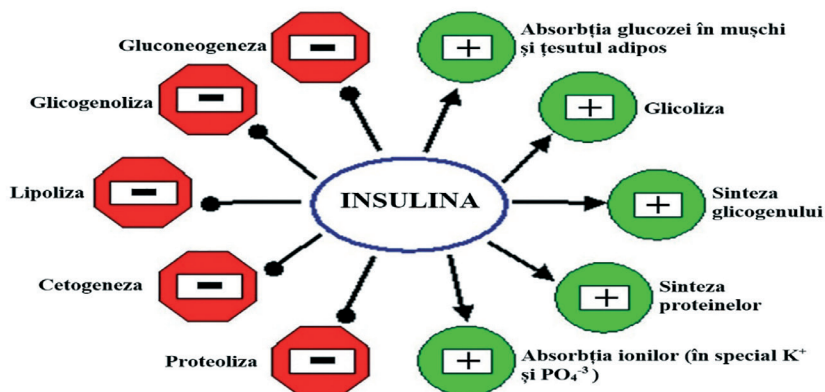 Gluconeogeneza
−
+
Absorbția glucozei în mușchi
și țesutul adipos
Glicogenoliza
−
+
Glicoliza
Lipoliza
−
INSULINA
+
Sinteza
glicogenului
Cetogeneza
−
+
Sinteza
proteinelor
Proteoliza
−
+
Absorbția ionilor (în special K⁺
și PO₄⁻³)